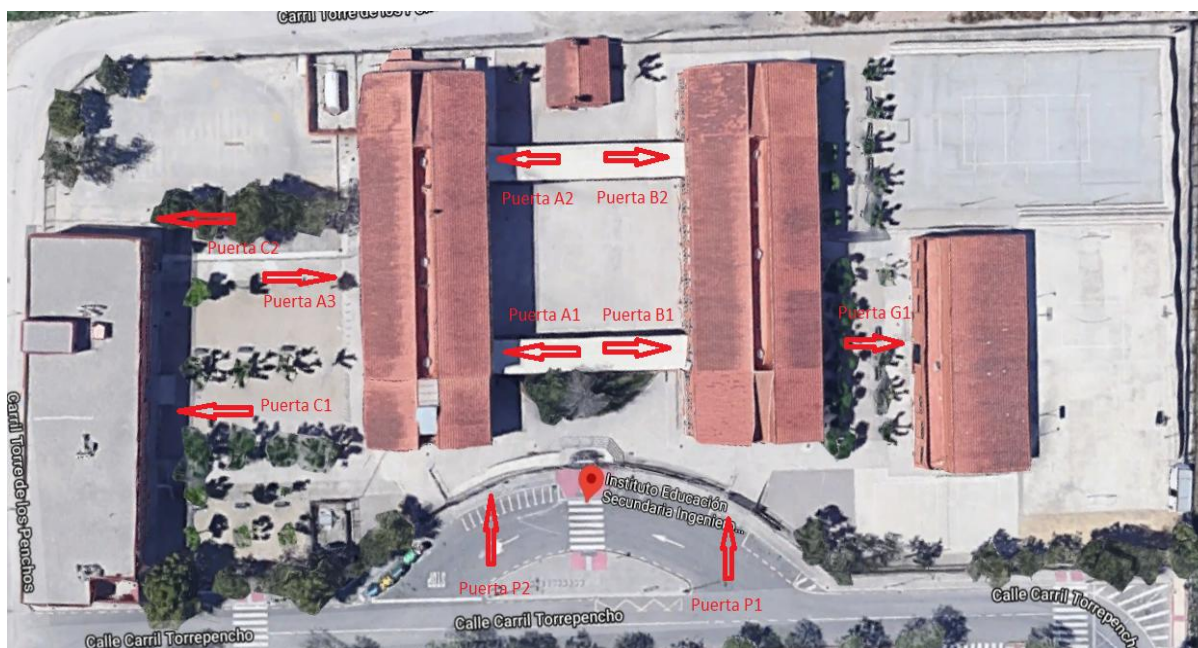 Carril Torre de los P
Puerta A2
Puerta B2
Puerta C2
Puerta A3
Puerta A1
Puerta B1
Puerta G1
Puerta C1
Carril Torre de los Penchos
Instituto Educación
Secundaria Ingenier...
STOP
Puerta P2
Puerta P1
Calle Carril Torrepencho
Calle Carril Torrepencho
Calle Carril Torrepencho